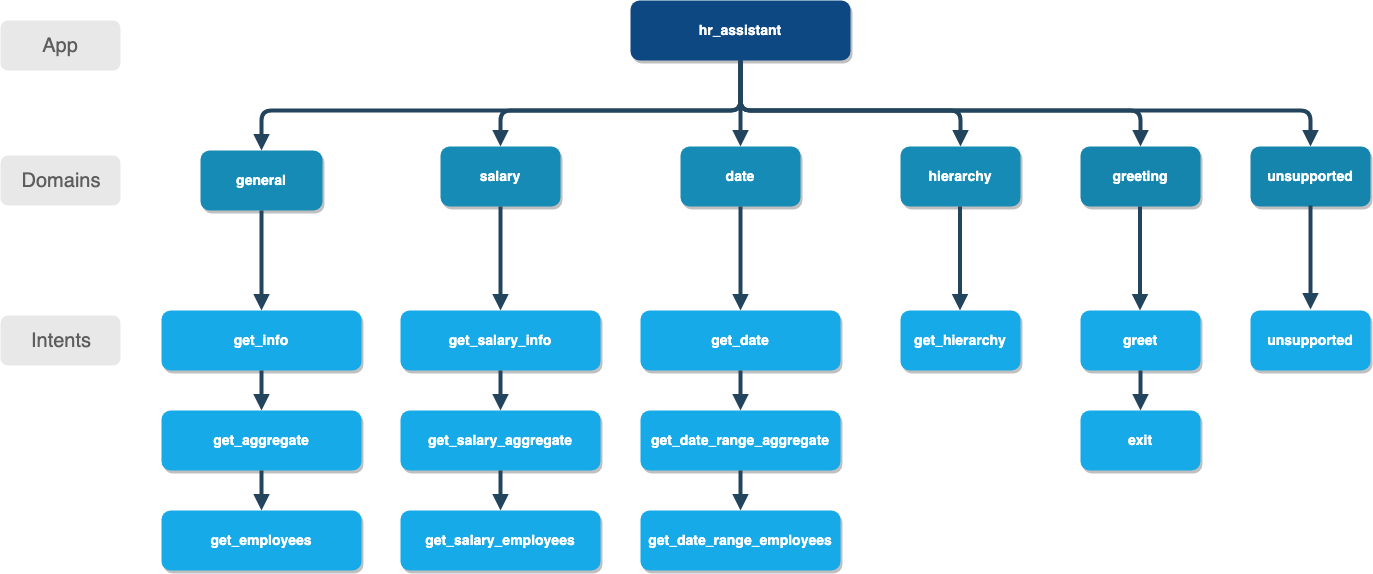 App
hr_assistant
Domains
general
salary
date
hierarchy
greeting
unsupported
Intents
get_info
get_salary_info
get_date
get_hierarchy
greet
unsupported
get_aggregate
get_salary_aggregate
get_date_range_aggregate
exit
get_employees
get_salary_employees
get_date_range_employees